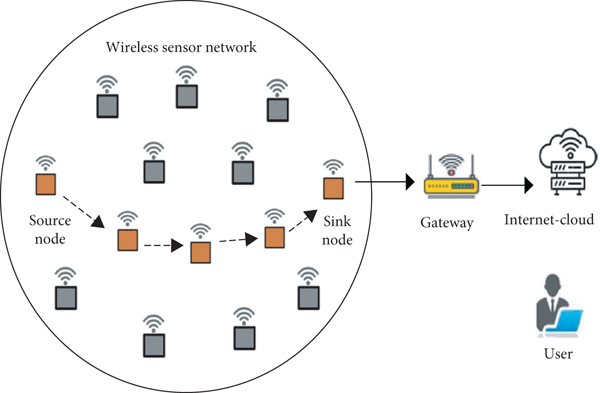 Wireless sensor network
Source
node
Sink
node
Gateway
Internet-cloud
User